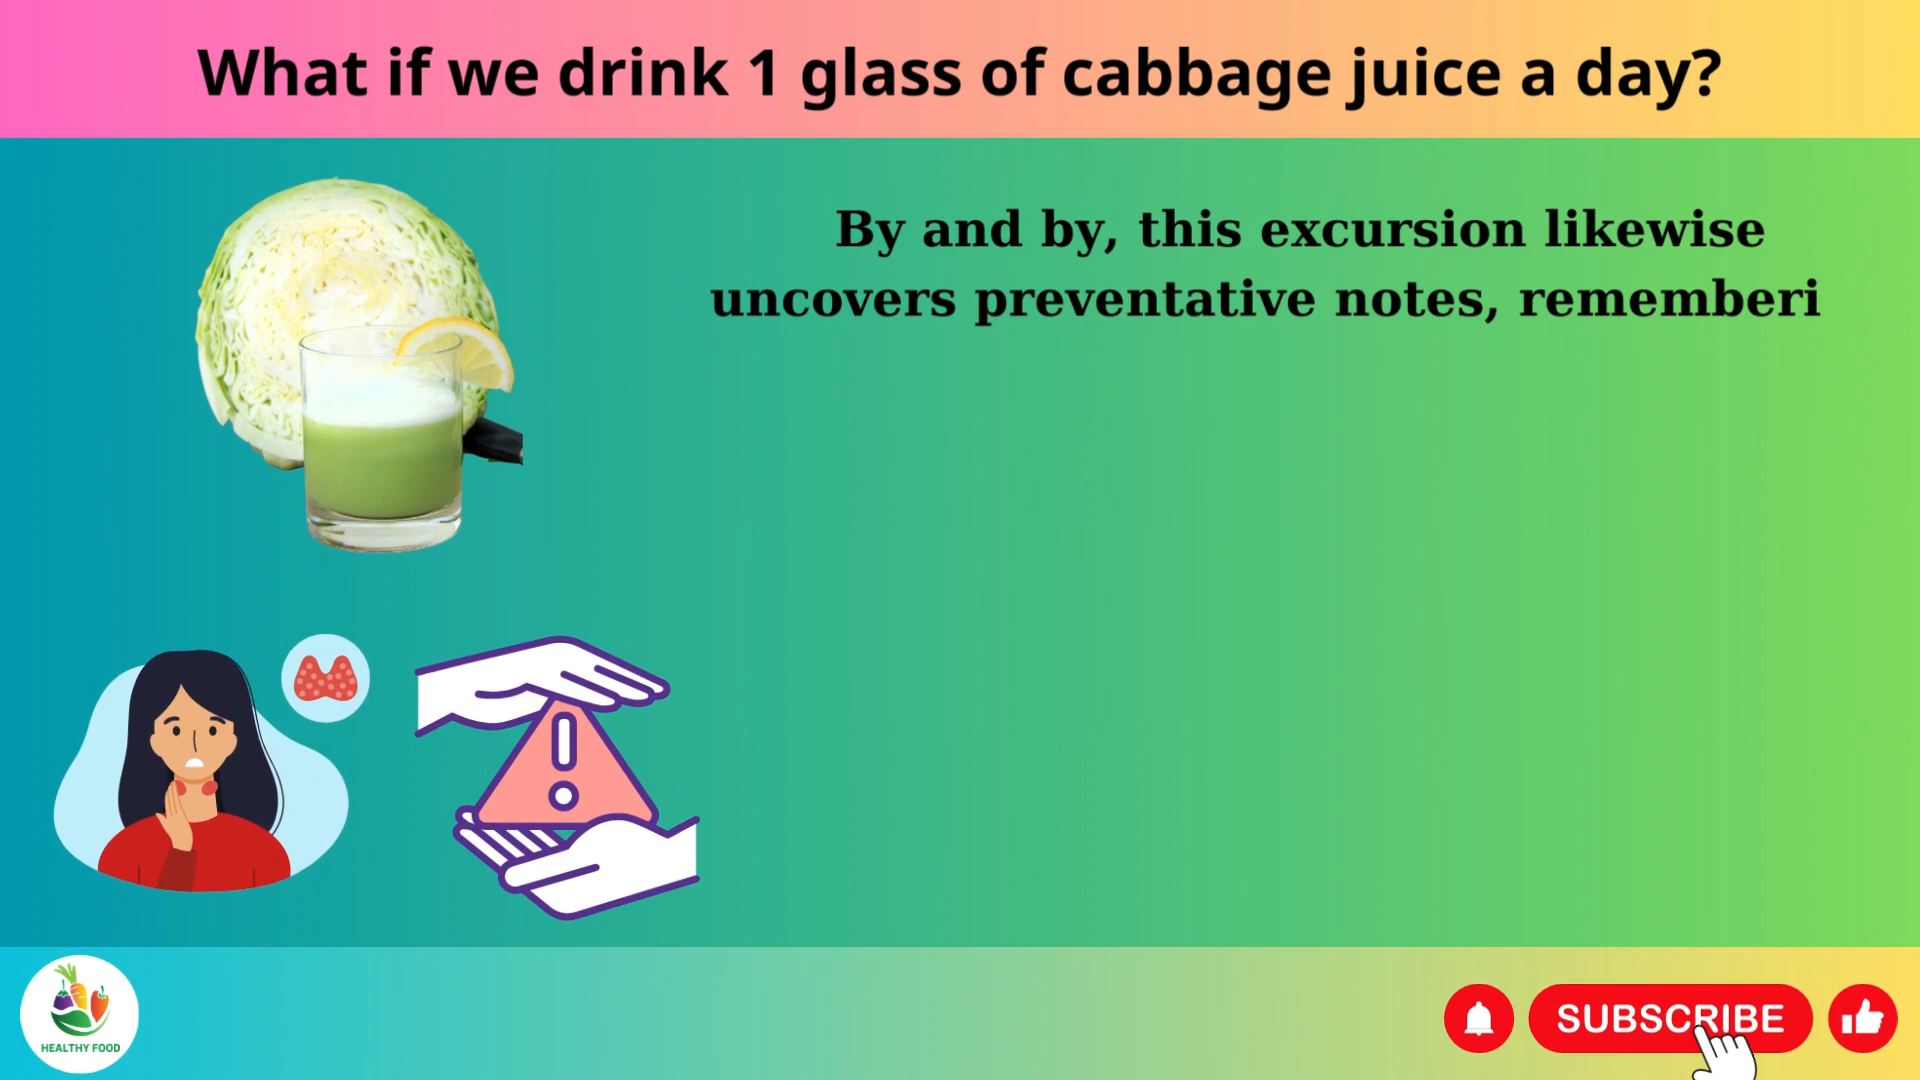 What if we drink 1 glass of cabbage juice a day?
By and by, this excursion likewise
uncovers preventative notes, rememberi
HEALTHY FOOD
SUBSCRIBE